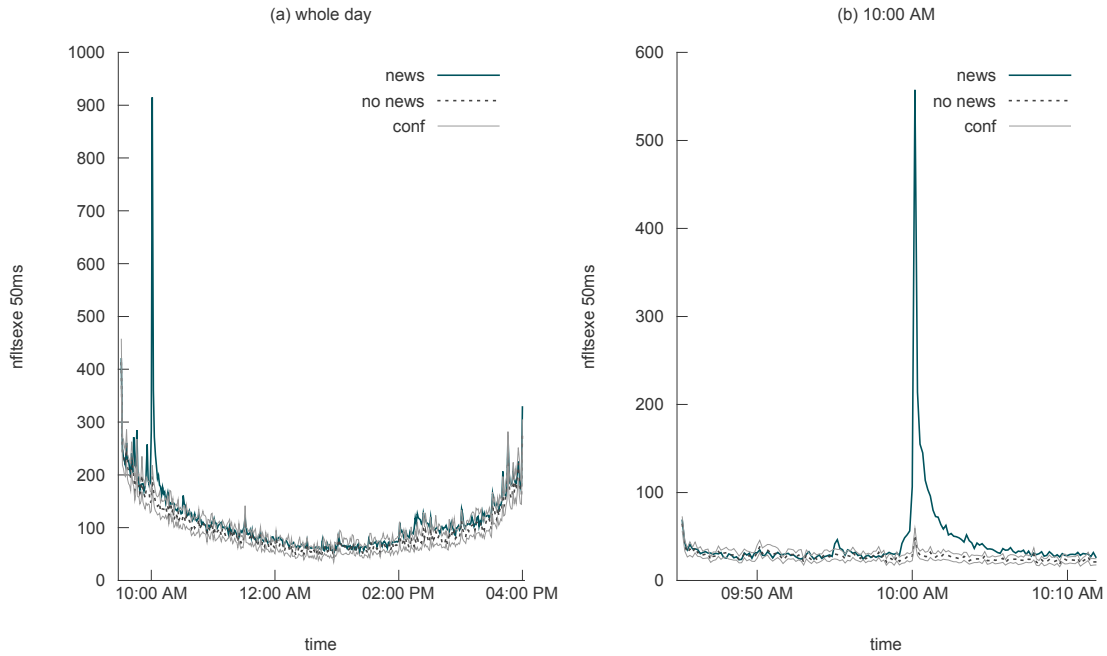 (a) whole day
1000
900
800
700
600
500
400
300
200
100
0
nfltsexe 50ms
news
no news
conf
10:00 AM
12:00 AM
02:00 PM
04:00 PM
time
(b) 10:00 AM
600
500
400
300
200
100
0
nfltsexe 50ms
news
no news
conf
09:50 AM
10:00 AM
10:10 AM
time